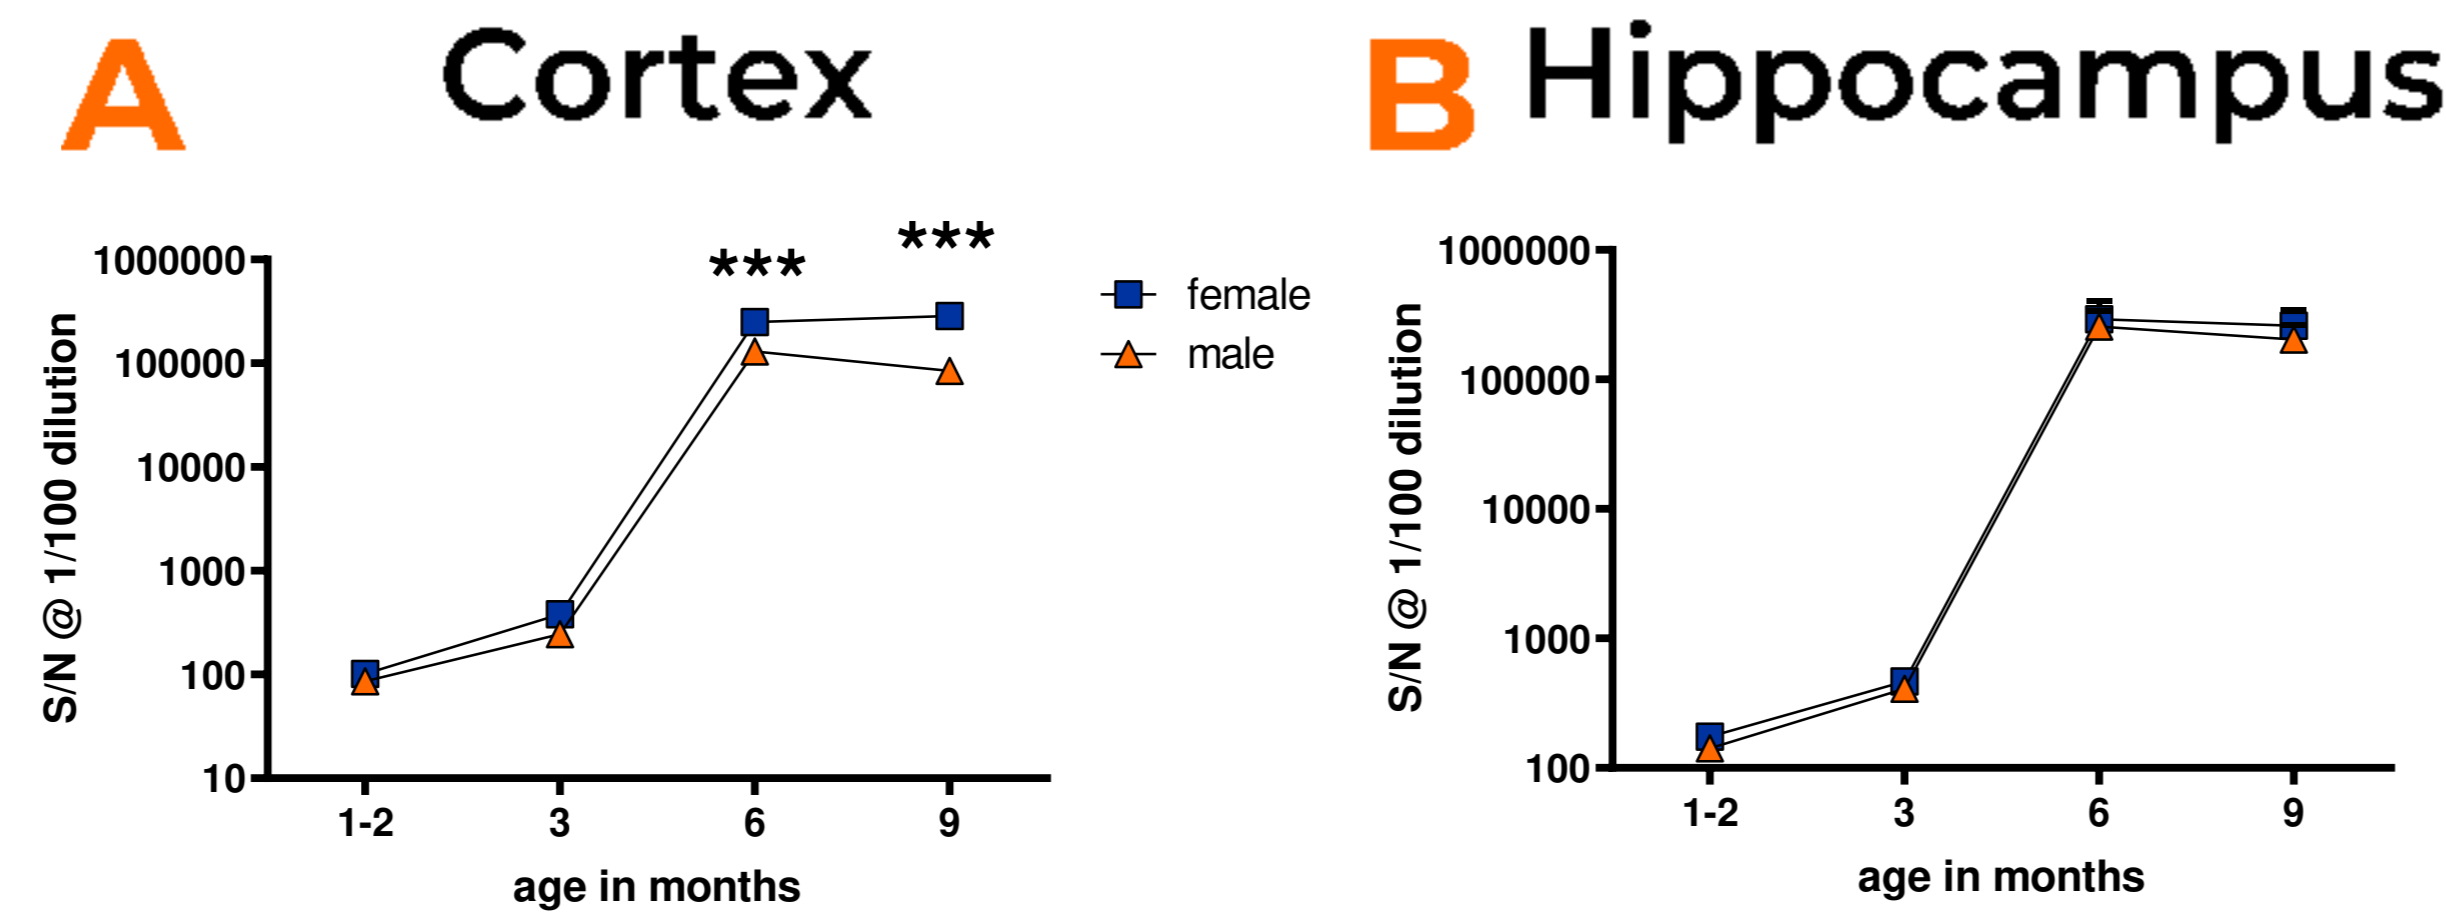 A Cortex
B Hippocampus
*** ***
1000000
100000
10000
1000
100
10
S/N @ 1/100 dilution
1-2 3 6 9
age in months
female
male
1000000
100000
10000
1000
100
S/N @ 1/100 dilution
1-2 3 6 9
age in months